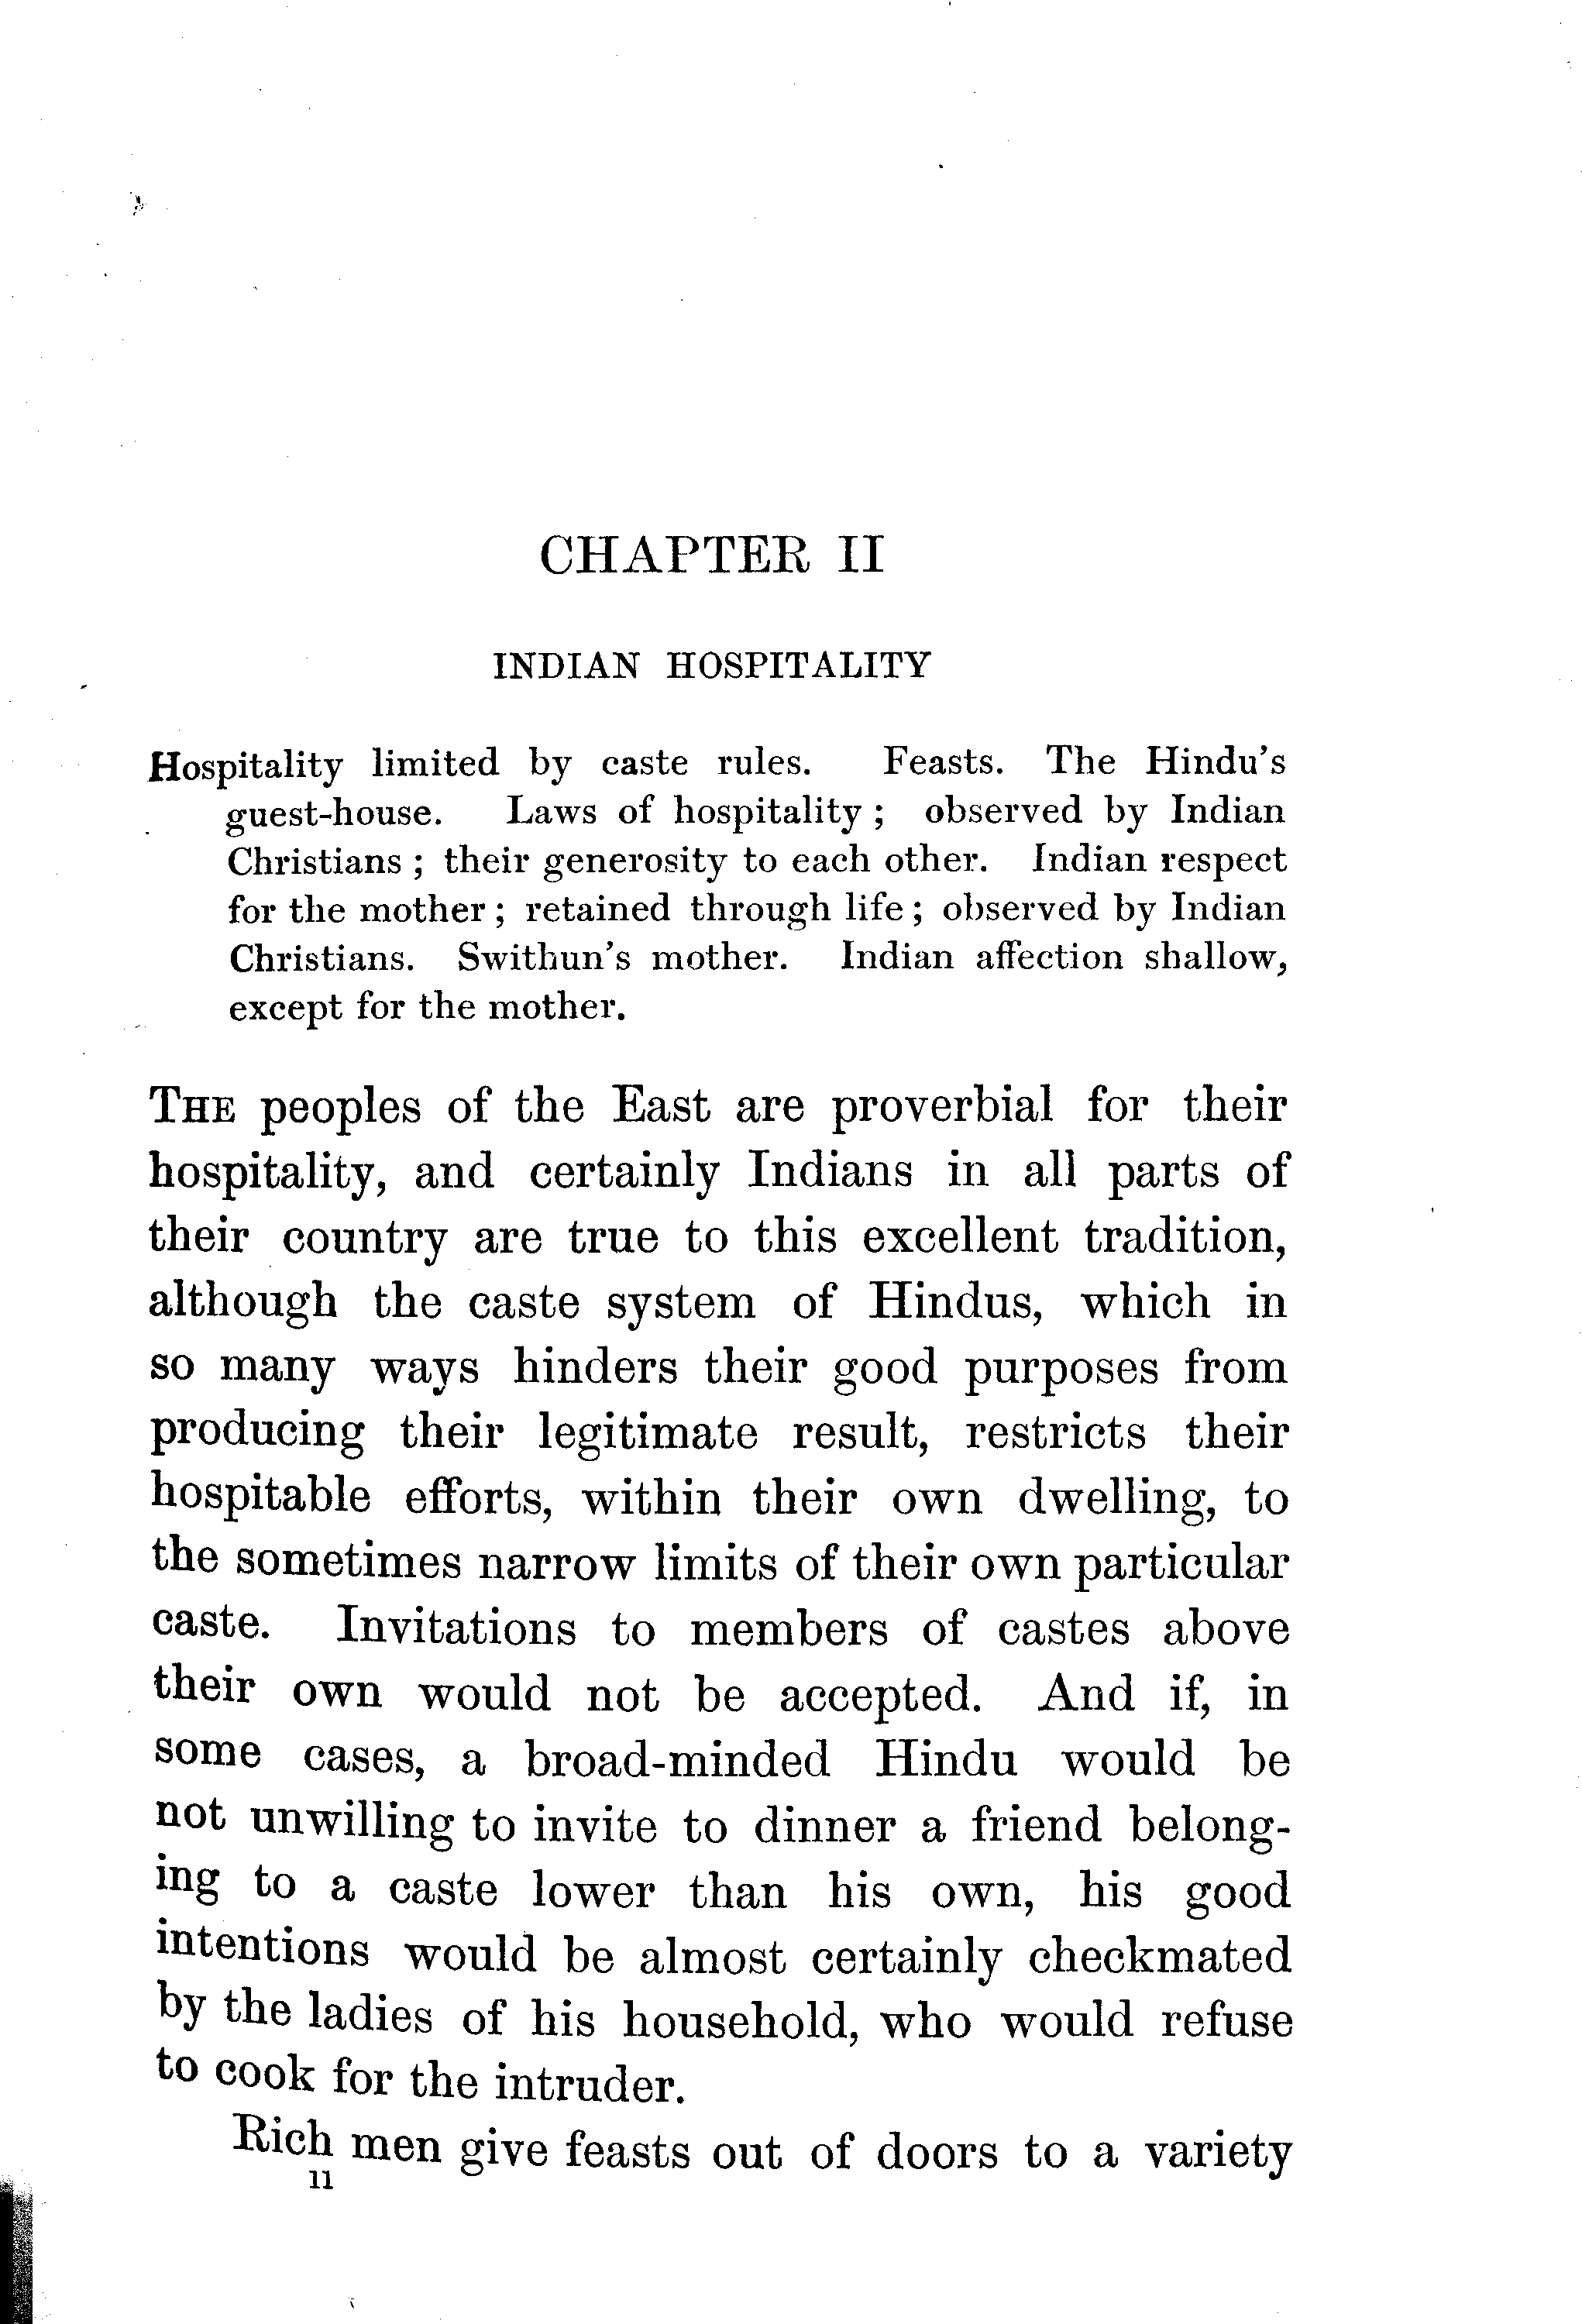 CHAPTER II
INDIAN HOSPITALITY
Hospitality limited by caste rules. Feasts. The Hindu's
guest-house. Laws of hospitality ; observed by Indian
Christians ; their generosity to each other. Indian respect
for the mother ; retained through life ; observed by Indian
Christians. Swithun's mother. Indian affection shallow,
except for the mother.
THE peoples of the East are proverbial for their
hospitality, and certainly Indians in all parts of
their country are true to this excellent tradition,
although the caste system of Hindus, which in
so many ways hinders their good purposes from
producing their legitimate result, restricts their
hospitable efforts, within their own dwelling, to
the sometimes narrow limits of their own particular
caste. Invitations to members of castes above
their own would not be accepted. And if, in
some cases, a broad-minded Hindu would be
not unwilling to invite to dinner a friend belong-
ing to a caste lower than his own, his good
intentions would be almost certainly checkmated
by the ladies of his household, who would refuse
to cook for the intruder.
Rich men give feasts out of doors to a variety
11